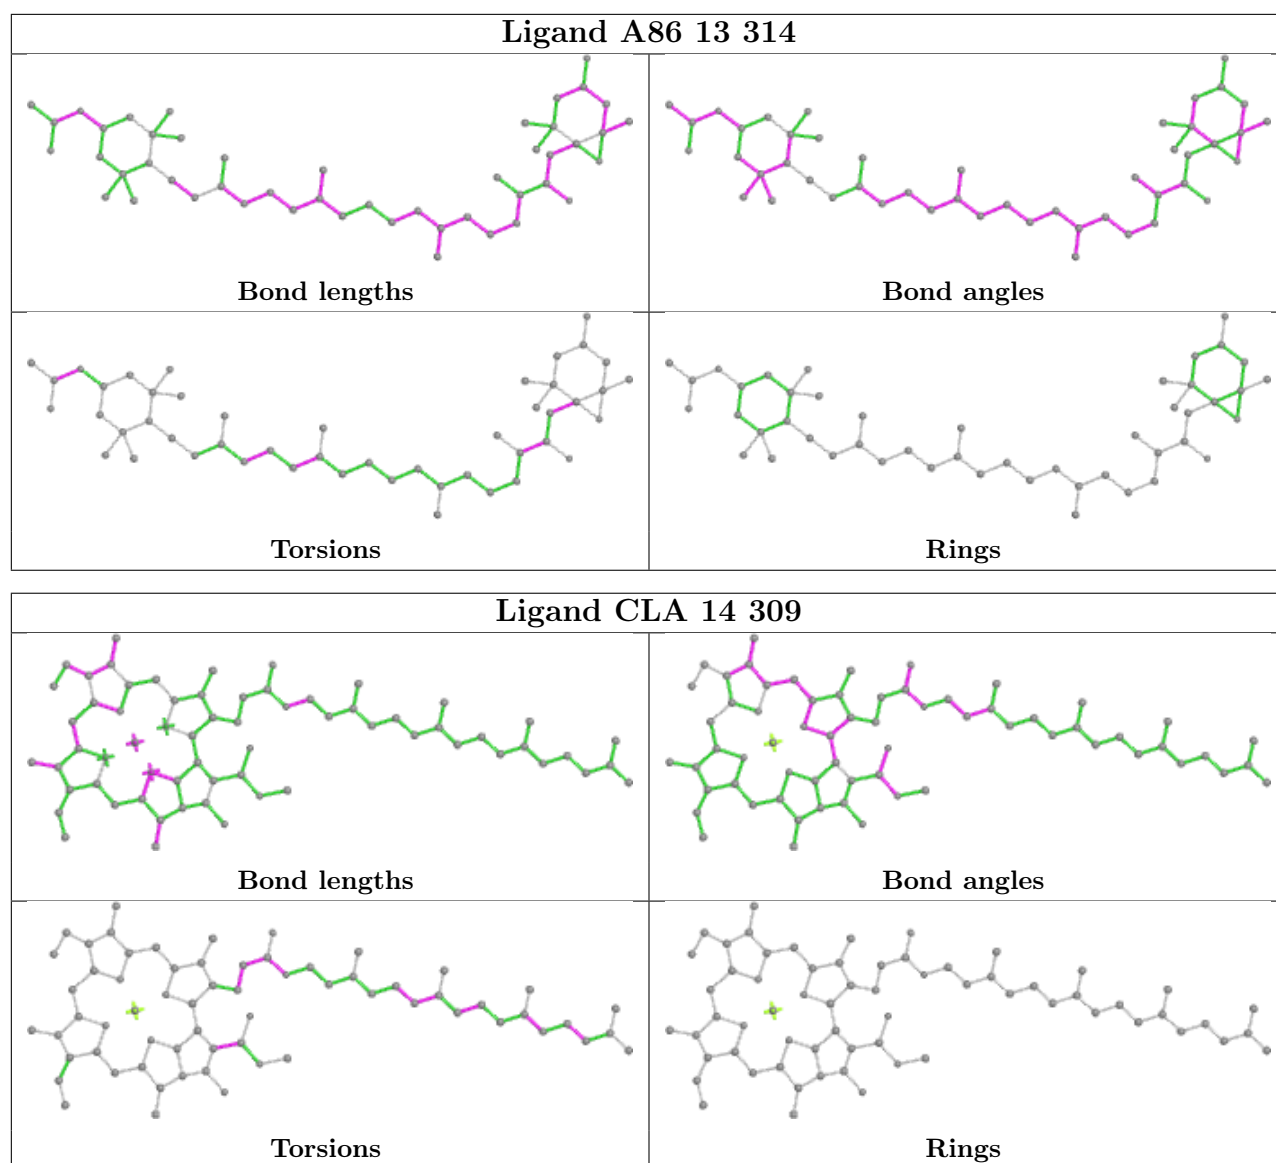 Ligand A86 13 314
Bond lengths
Bond angles
Torsions
Rings
Ligand CLA 14 309
Bond lengths
Bond angles
Torsions
Rings